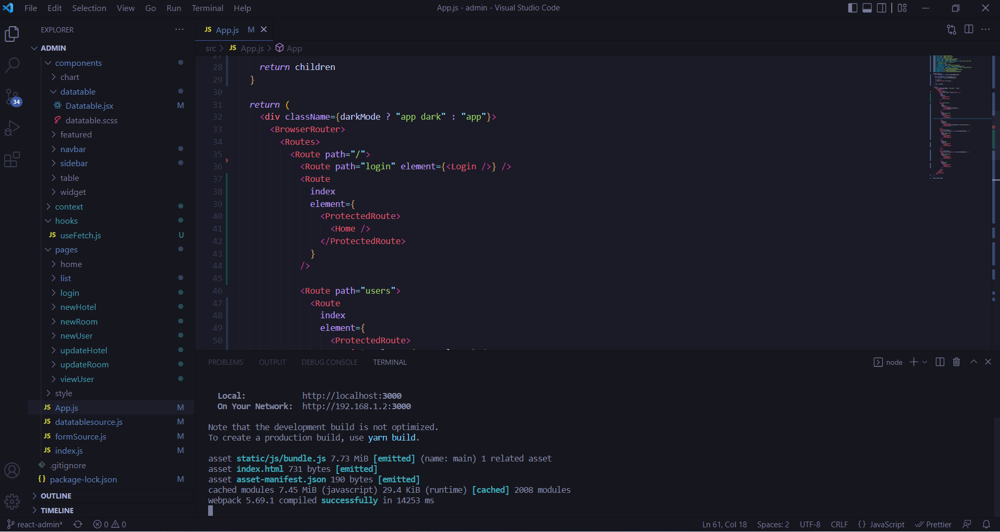 File Edit Selection View Go Run Terminal Help
App.js - admin - Visual Studio Code
EXPLORER
ADMIN
components
chart
datatable
Datatable.jsx M
datatable.scss
featured
navbar
sidebar
table
widget
context
hooks
JS useFetch.js U
pages
home
list
login
newHotel
newRoom
newUser
updateHotel
updateRoom
viewUser
style
JS App.js M
JS datatablesource.js M
JS formSource.js M
JS index.js M
.gitignore
{} package-lock.json M
OUTLINE
TIMELINE
34
JS App.js M
src > JS App.js > App
27
28 return children
29 }
30
31 return (
32 <div className={darkMode ? "app dark" : "app"}>
33 <BrowserRouter>
34 <Routes>
35 <Route path="/">
36 <Route path="login" element={<Login />} />
37 <Route
38 index
39 element={
40 <ProtectedRoute>
41 <Home />
42 </ProtectedRoute>
43 }
44 />
45
46 <Route path="users">
47 <Route
48 index
49 element={
50 <ProtectedRoute>
PROBLEMS OUTPUT DEBUG CONSOLE TERMINAL
node
Local: http://localhost:3000
On Your Network: http://192.168.1.2:3000
Note that the development build is not optimized.
To create a production build, use yarn build.
asset static/js/bundle.js 7.73 MiB [emitted] (name: main) 1 related asset
asset index.html 731 bytes [emitted]
asset asset-manifest.json 190 bytes [emitted]
cached modules 7.45 MiB (javascript) 29.4 KiB (runtime) [cached] 2008 modules
webpack 5.69.1 compiled successfully in 14253 ms
react-admin* 0 0
Ln 61, Col 18 Spaces: 2 UTF-8 CRLF {} JavaScript Prettier